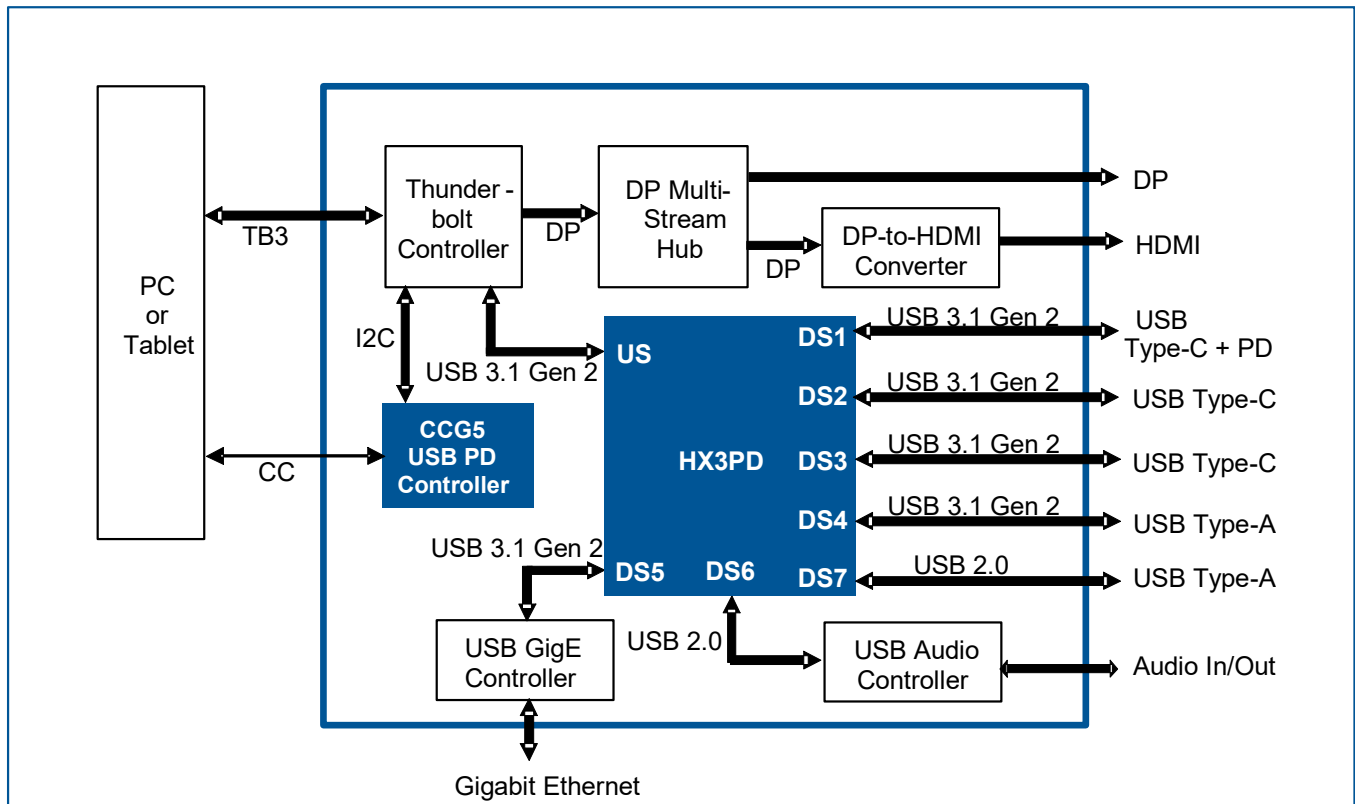 PC
or
Tablet
TB3
CC
Thunder -
bolt
Controller
DP
DP Multi-
Stream
Hub
DP
DP-to-HDMI
Converter
DP
HDMI
I2C
USB 3.1 Gen 2
CCG5
USB PD
Controller
US
HX3PD
DS1
USB 3.1 Gen 2
USB
Type-C + PD
DS2
USB 3.1 Gen 2
USB Type-C
DS3
USB 3.1 Gen 2
USB Type-C
DS4
USB 3.1 Gen 2
USB Type-A
DS7
USB 2.0
USB Type-A
USB 3.1 Gen 2
DS5
DS6
USB GigE
Controller
USB 2.0
USB Audio
Controller
Audio In/Out
Gigabit Ethernet